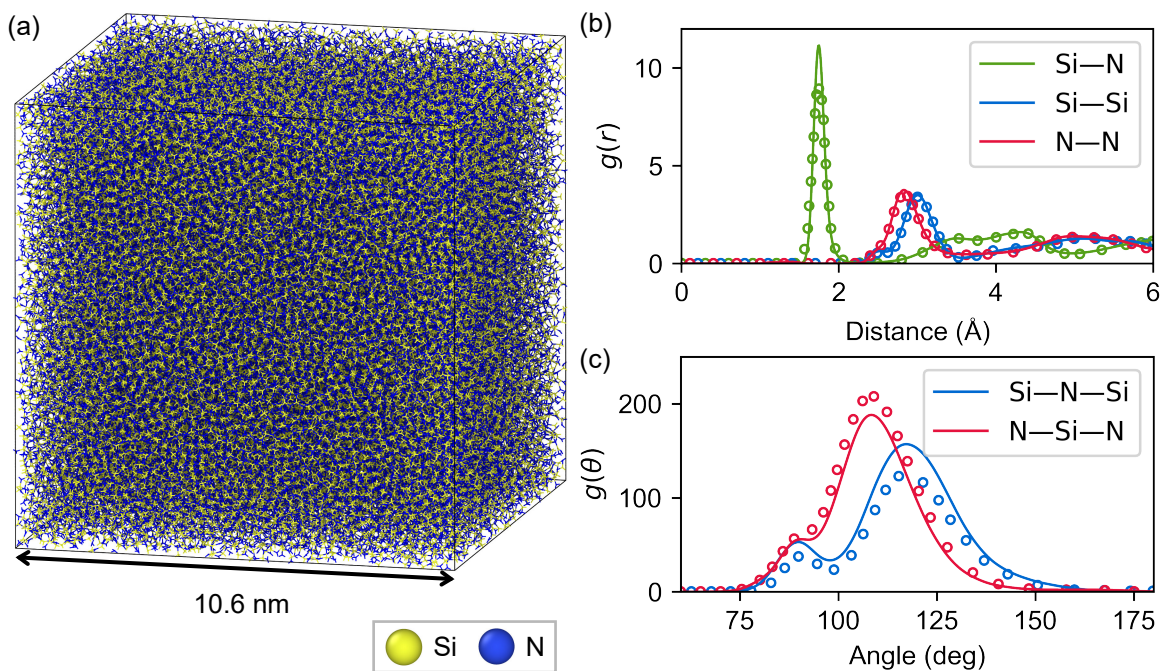 (a)
10.6 nm
Si N
(b)
g(r)
10
5
0
Si—N
Si—Si
N—N
0 2 4 6
Distance (Å)
(c)
g(θ)
200
100
0
Si—N—Si
N—Si—N
75 100 125 150 175
Angle (deg)